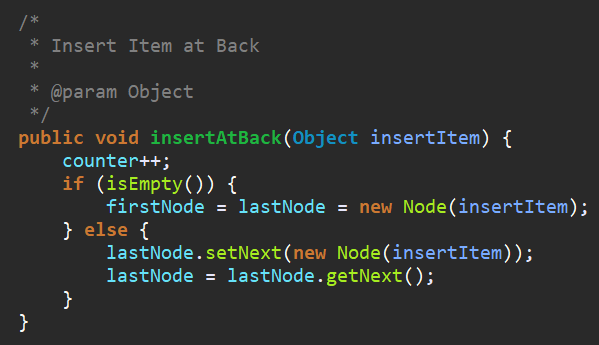 /*
 * Insert Item at Back
 *
 * @param Object
 */
public void insertAtBack(Object insertItem) {
    counter++;
    if (isEmpty()) {
        firstNode = lastNode = new Node(insertItem);
    } else {
        lastNode.setNext(new Node(insertItem));
        lastNode = lastNode.getNext();
    }
}